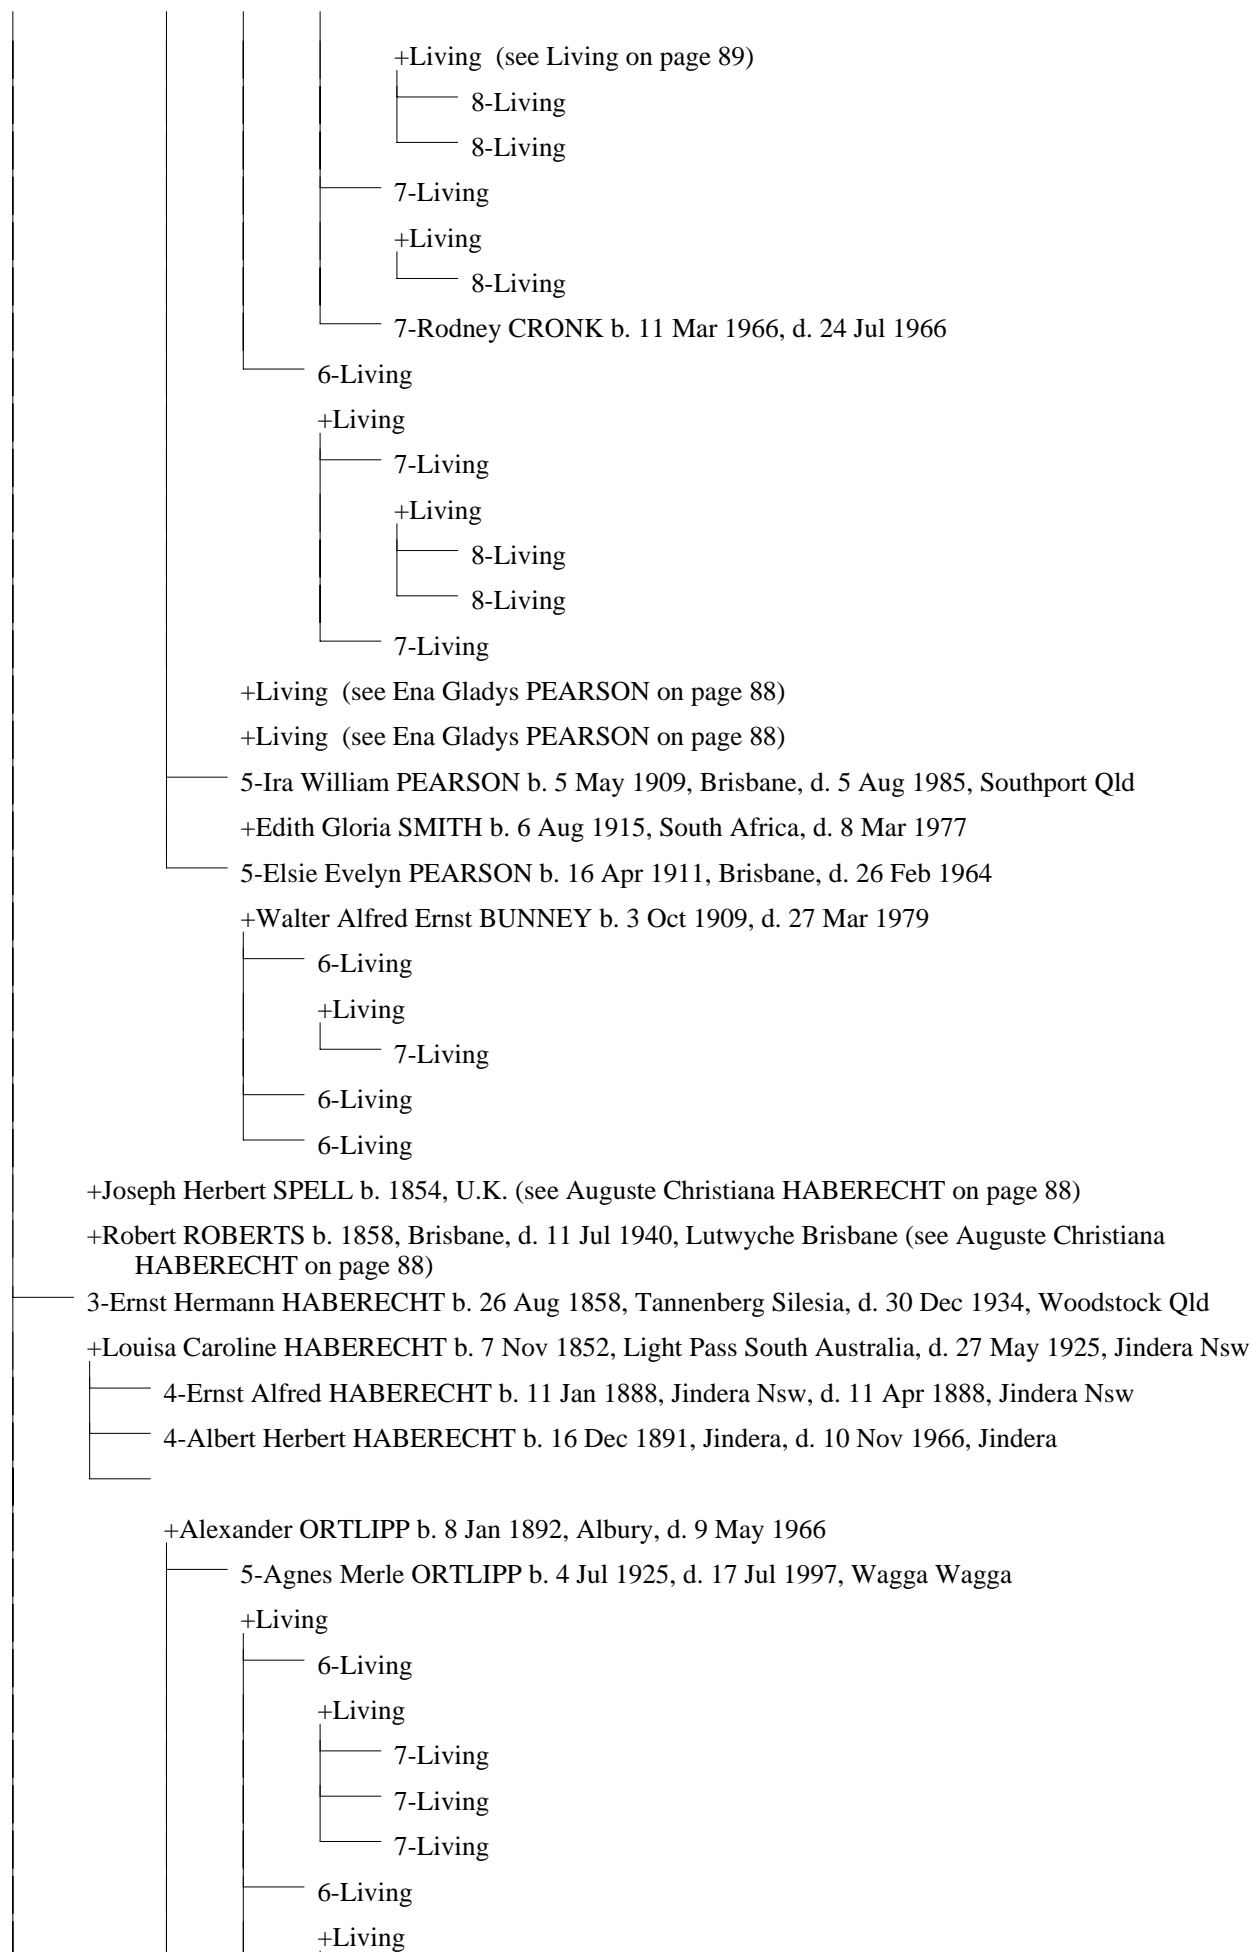 +Living (see Living on page 89)
8-Living
8-Living
7-Living
+Living
8-Living
7-Rodney CRONK b. 11 Mar 1966, d. 24 Jul 1966
6-Living
+Living
7-Living
+Living
8-Living
8-Living
7-Living
+Living (see Ena Gladys PEARSON on page 88)
+Living (see Ena Gladys PEARSON on page 88)
5-Ira William PEARSON b. 5 May 1909, Brisbane, d. 5 Aug 1985, Southport Qld
+Edith Gloria SMITH b. 6 Aug 1915, South Africa, d. 8 Mar 1977
5-Elsie Evelyn PEARSON b. 16 Apr 1911, Brisbane, d. 26 Feb 1964
+Walter Alfred Ernst BUNNEY b. 3 Oct 1909, d. 27 Mar 1979
6-Living
+Living
7-Living
6-Living
6-Living
+Joseph Herbert SPELL b. 1854, U.K. (see Auguste Christiana HABERECHT on page 88)
+Robert ROBERTS b. 1858, Brisbane, d. 11 Jul 1940, Lutwyche Brisbane (see Auguste Christiana
HABERECHT on page 88)
3-Ernst Hermann HABERECHT b. 26 Aug 1858, Tannenberg Silesia, d. 30 Dec 1934, Woodstock Qld
+Louisa Caroline HABERECHT b. 7 Nov 1852, Light Pass South Australia, d. 27 May 1925, Jindera Nsw
4-Ernst Alfred HABERECHT b. 11 Jan 1888, Jindera Nsw, d. 11 Apr 1888, Jindera Nsw
4-Albert Herbert HABERECHT b. 16 Dec 1891, Jindera, d. 10 Nov 1966, Jindera
+Alexander ORTLIPP b. 8 Jan 1892, Albury, d. 9 May 1966
5-Agnes Merle ORTLIPP b. 4 Jul 1925, d. 17 Jul 1997, Wagga Wagga
+Living
6-Living
+Living
7-Living
7-Living
7-Living
6-Living
+Living